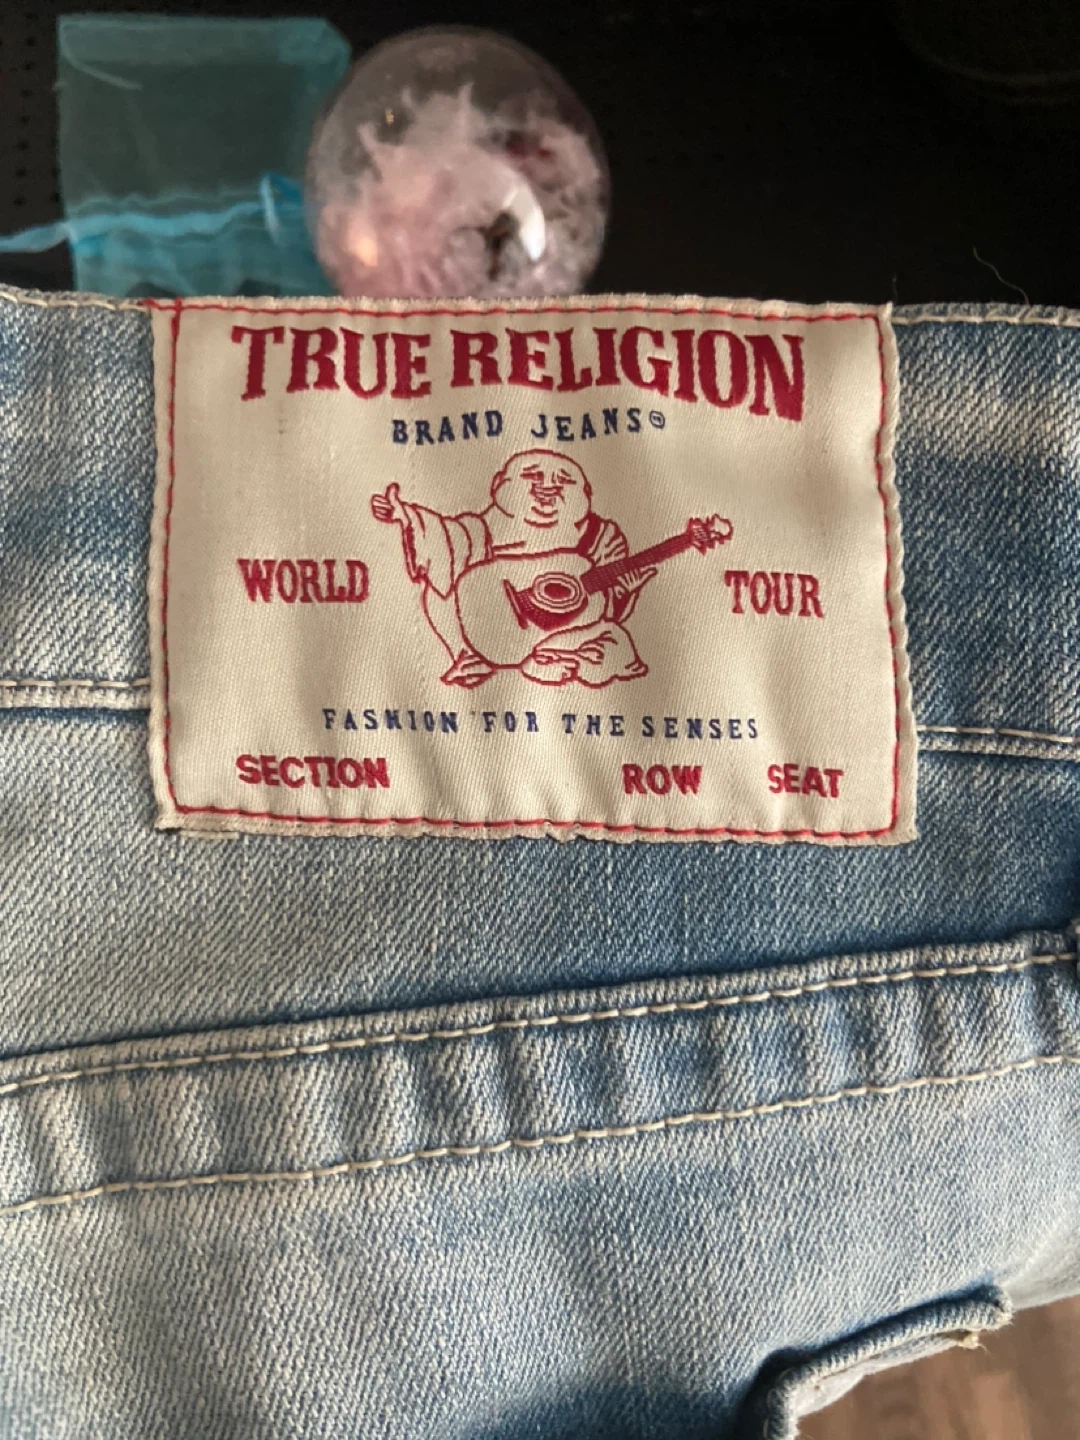 TRUE RELIGION
BRAND JEANS®
WORLD TOUR
FASHION FOR THE SENSES
SECTION ROW SEAT